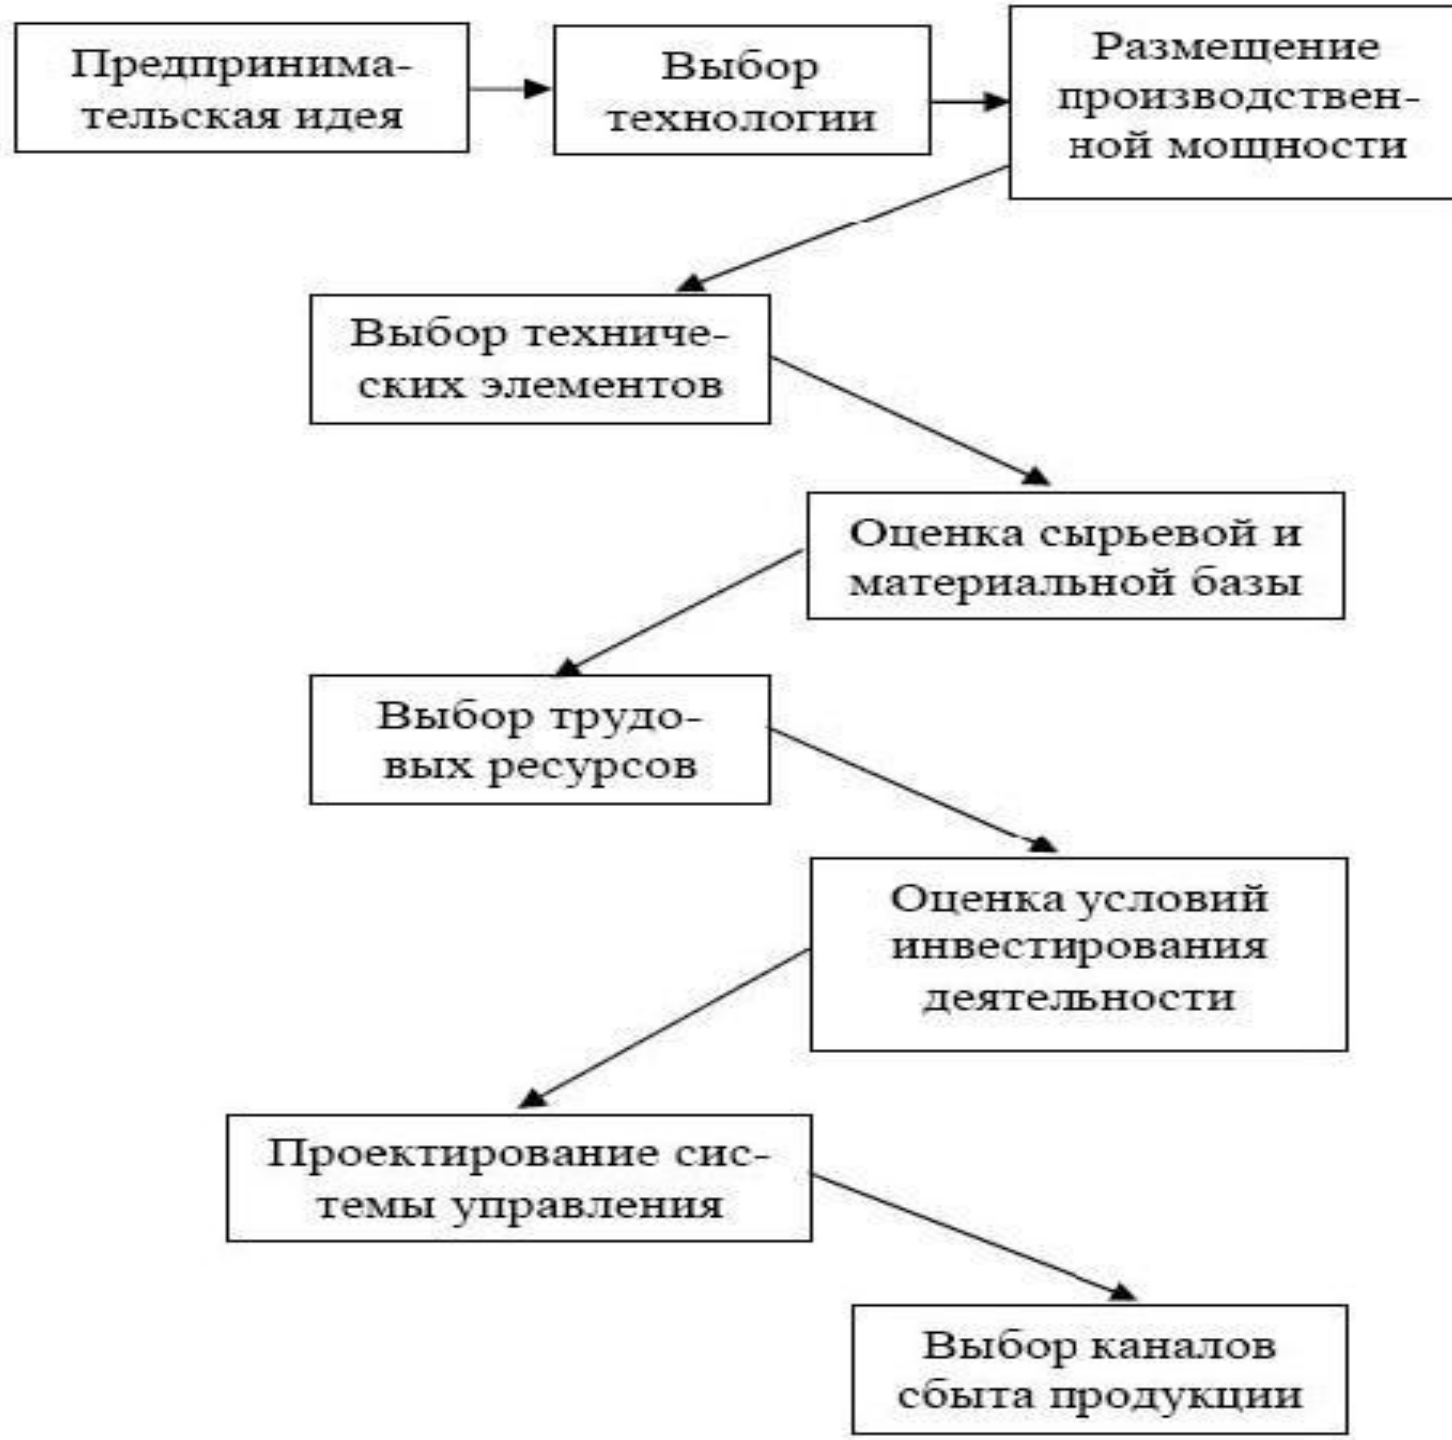 Предпринима-
тельская идея
Выбор
технологии
Размещение
производствен-
ной мощности
Выбор техниче-
ских элементов
Оценка сырьевой и
материальной базы
Выбор трудо-
вых ресурсов
Оценка условий
инвестирования
деятельности
Проектирование сис-
темы управления
Выбор каналов
сбыта продукции